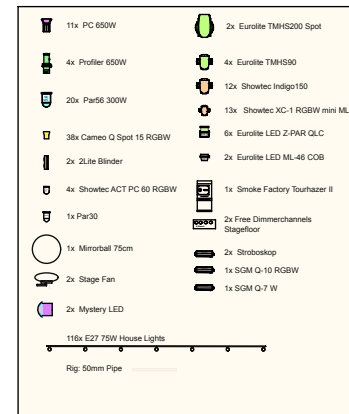 11x PC 650W
4x Profiler 650W
20x Par56 300W
38x Cameo Q Spot 15 RGBW
2x 2Lite Blinder
4x Showtec ACT PC 60 RGBW
1x Par30
1x Mirrorball 75cm
2x Stage Fan
2x Mystery LED
2x Eurolite TMHS200 Spot
4x Eurolite TMHS90
12x Showtec Indigo150
13x Showtec XC-1 RGBW mini ML
6x Eurolite LED Z-PAR QLC
2x Eurolite LED ML-46 COB
1x Smoke Factory Tourhazer II
2x Free Dimmerchannels
Stagefloor
2x Stroboskop
1x SGM Q-10 RGBW
1x SGM Q-7 W
116x E27 75W House Lights
Rig: 50mm Pipe